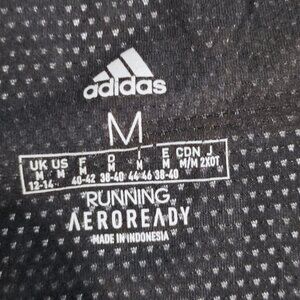 adidas
M
UK US F D I E CDN J
M M M M M M M/M 2XOT
12-14 40-42 38-40 44-46 38-40
RUNNING
AEROREADY
MADE IN INDONESIA